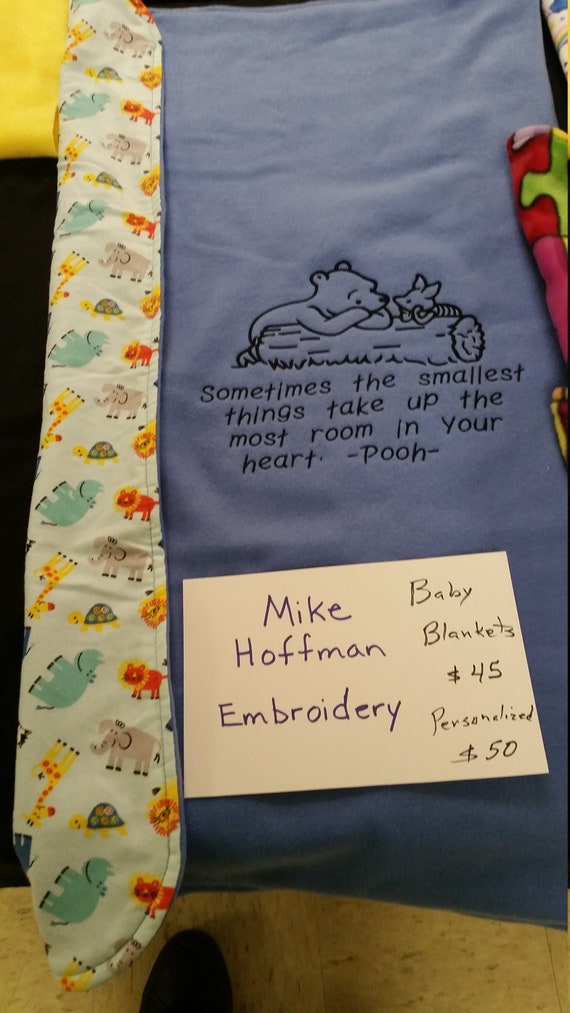 Sometimes the smallest
things take up the
most room in your
heart. -Pooh-
Mike
Hoffman
Embroidery
Baby
Blankets
$45
Personalized
$50